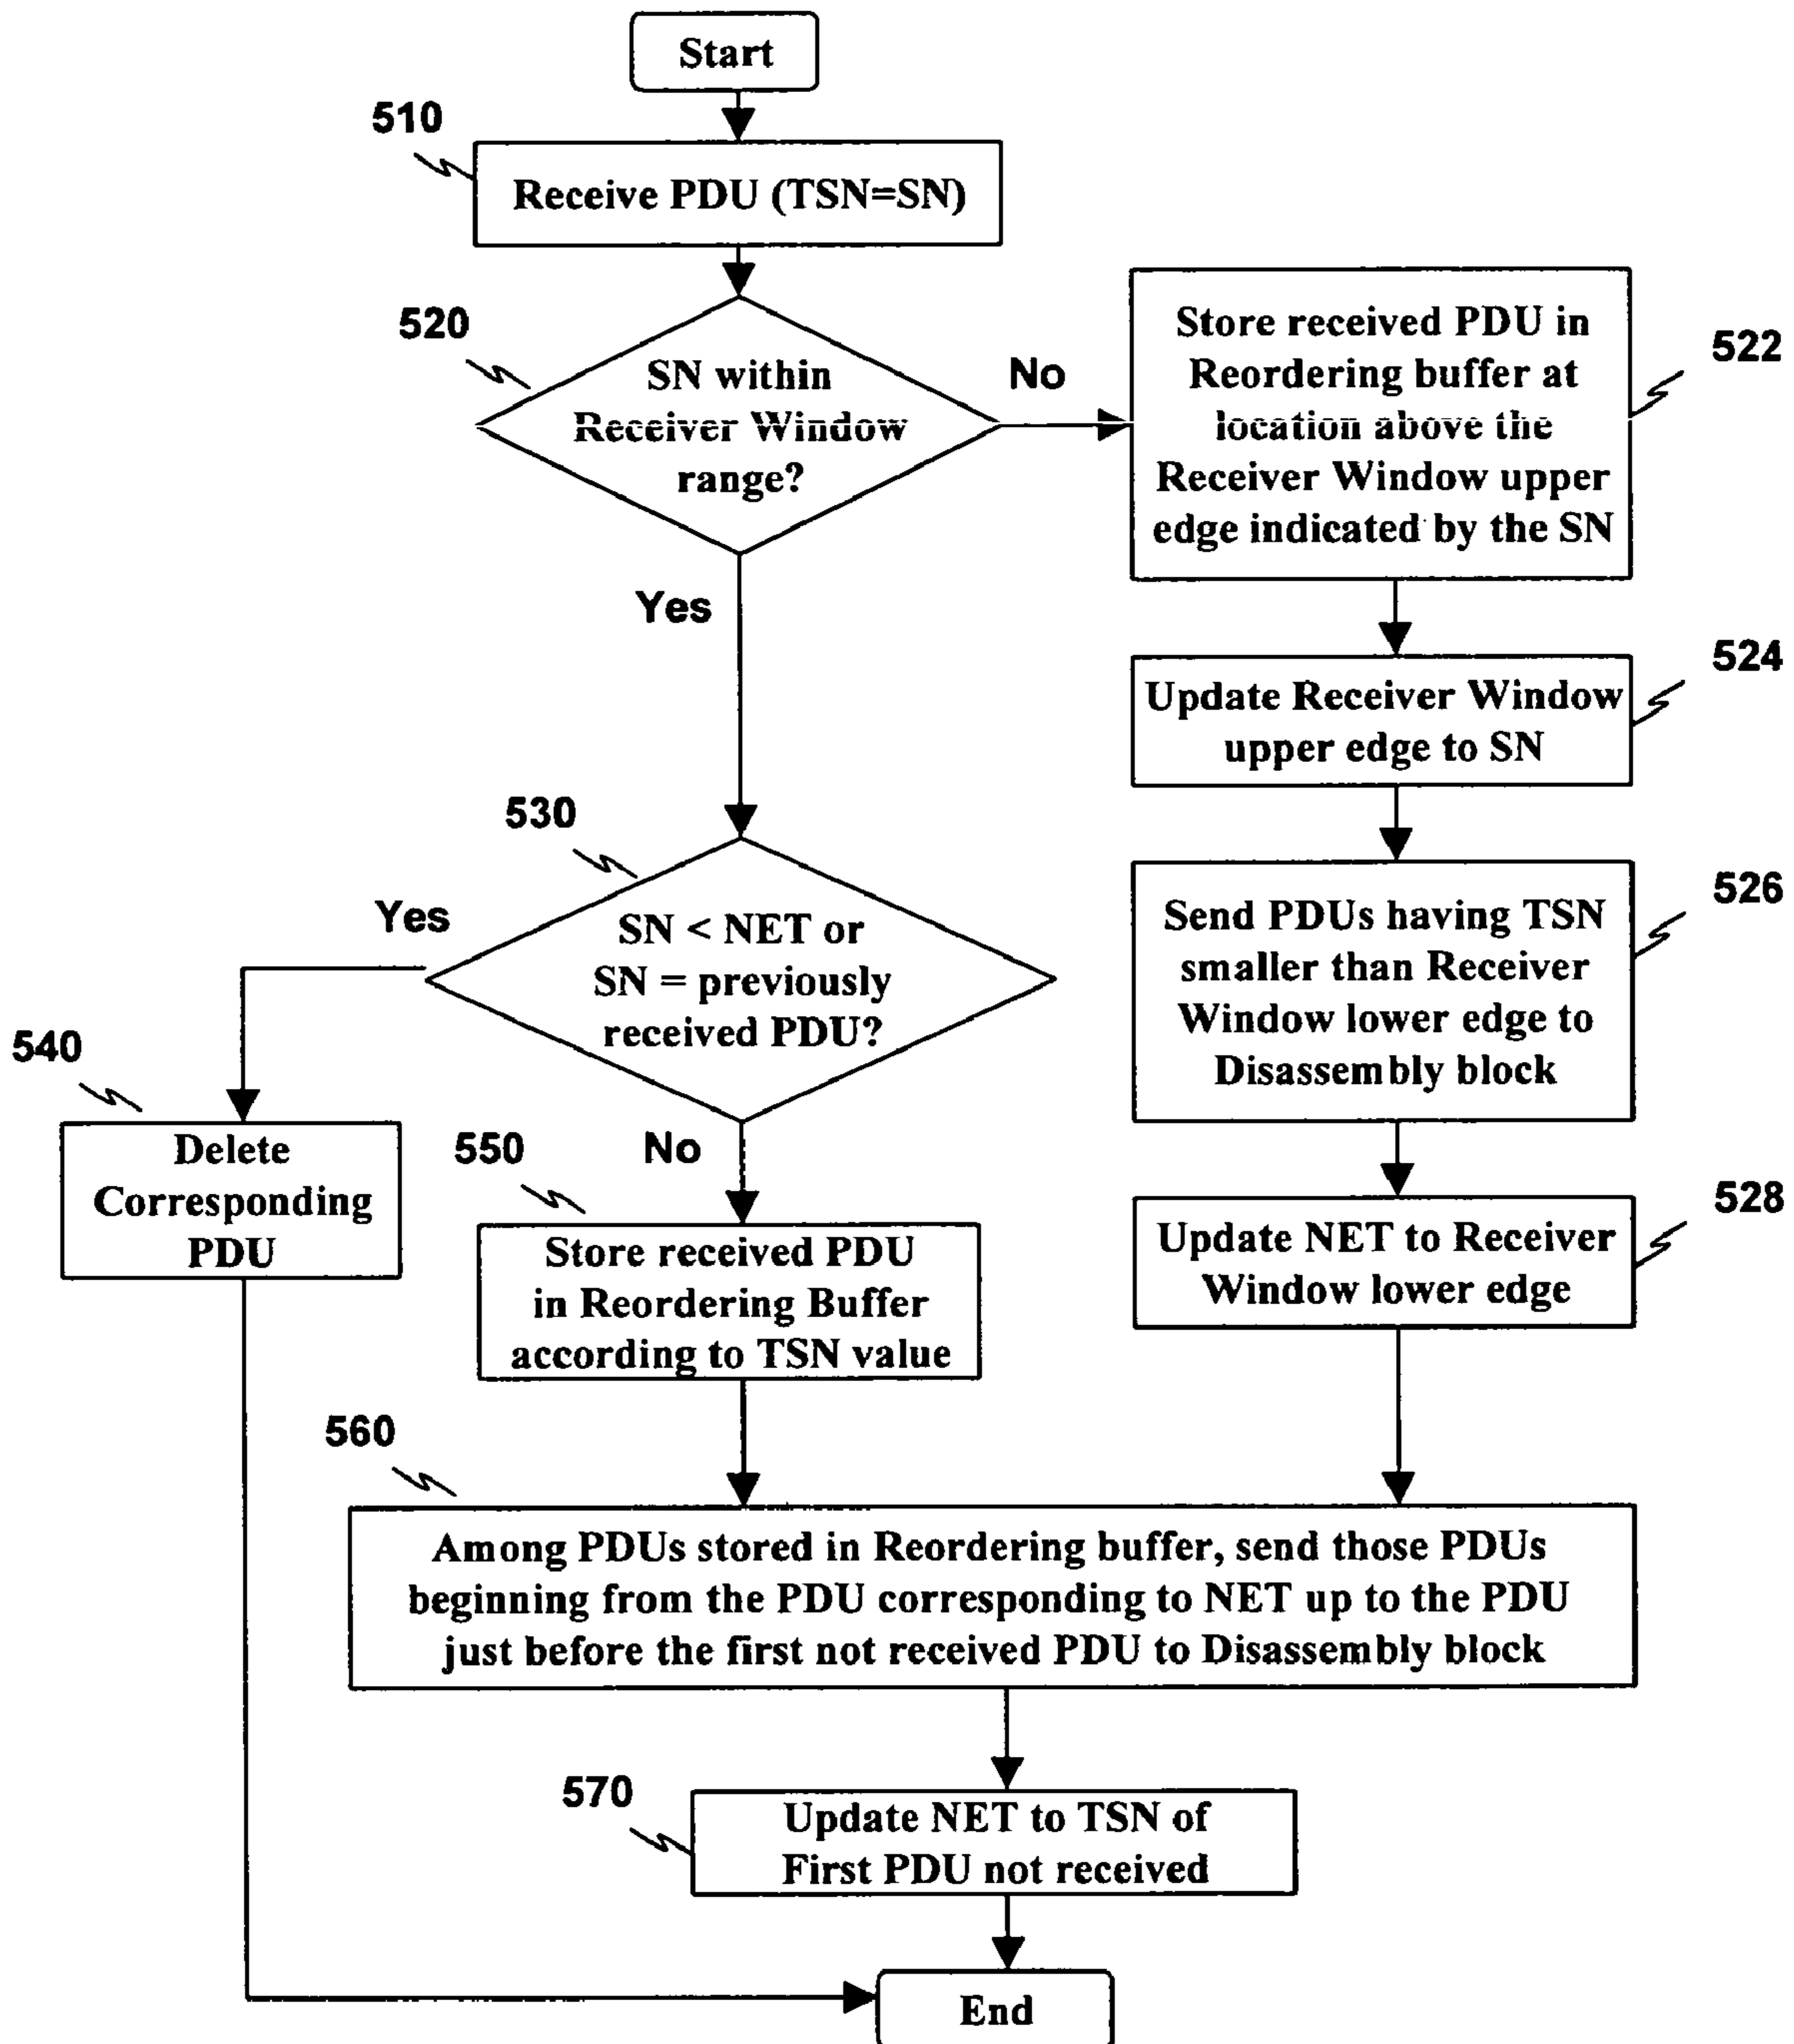 Start
510
Receive PDU (TSN=SN)
520
SN within
Receiver Window
range?
No
Yes
Store received PDU in
Reordering buffer at
location above the
Receiver Window upper
edge indicated by the SN
522
Update Receiver Window
upper edge to SN
524
Send PDUs having TSN
smaller than Receiver
Window lower edge to
Disassembly block
526
Update NET to Receiver
Window lower edge
528
530
SN < NET or
SN = previously
received PDU?
Yes
No
540
Delete
Corresponding
PDU
550
Store received PDU
in Reordering Buffer
according to TSN value
560
Among PDUs stored in Reordering buffer, send those PDUs
beginning from the PDU corresponding to NET up to the PDU
just before the first not received PDU to Disassembly block
570
Update NET to TSN of
First PDU not received
End